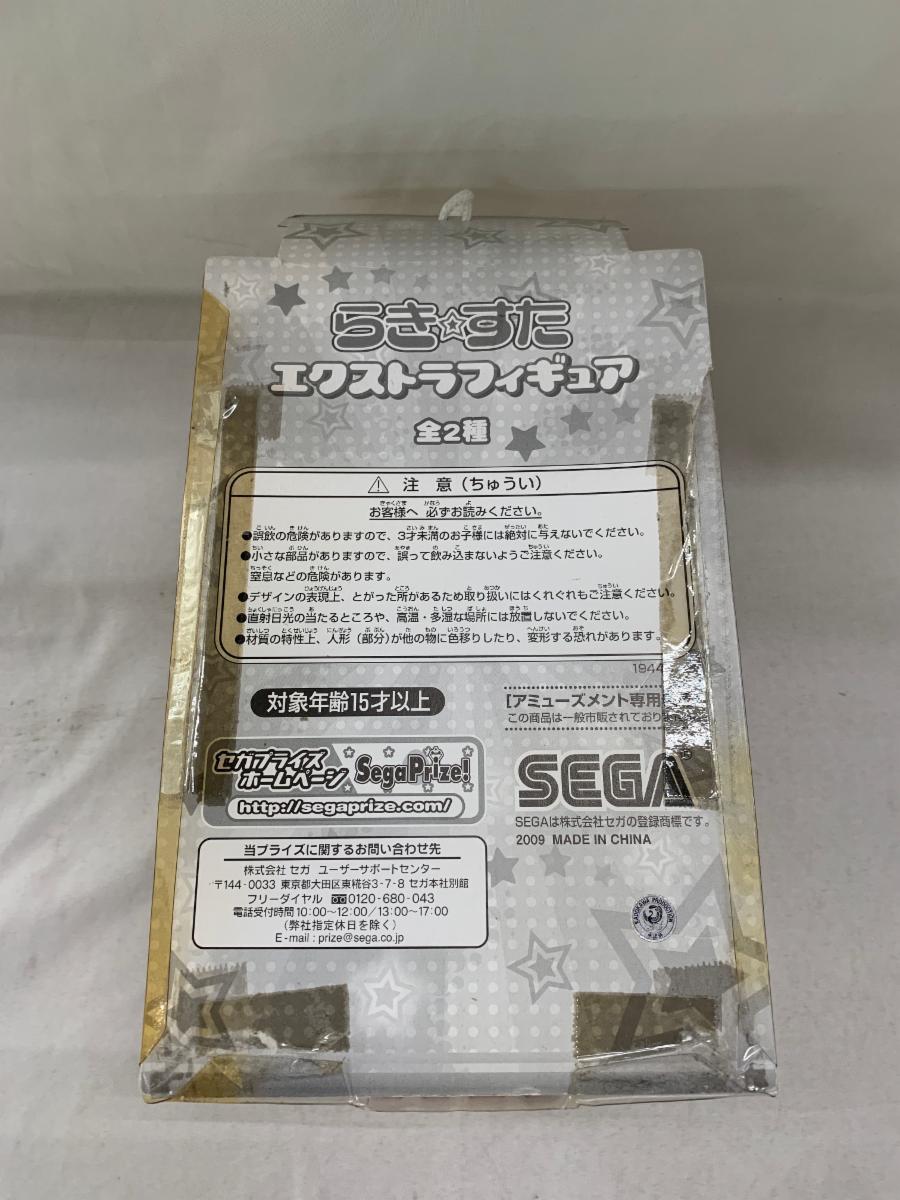 らき☆すた
エクストラフィギュア
全2種
⚠ 注 意 (ちゅうい)
お客様へ 必ずお読みください。
●誤飲の危険がありますので、3才未満のお子様には絶対に与えないでください。
●小さな部品がありますので、誤って飲み込まないようご注意ください。
窒息などの危険があります。
●デザインの表現上、とがった所があるため取り扱いにはくれぐれもご注意ください。
●直射日光の当たるところや、高温・多湿な場所には放置しないでください。
●材質の特性上、人形(部分)が他の物に色移りしたり、変形する恐れがあります。
1944
対象年齢15才以上
[アミューズメント専用
この商品は一般市販されており
セガプライズ
ホームページ
SegaPrize!
http://segaprize.com/
SEGA
SEGAは株式会社セガの登録商標です。
2009 MADE IN CHINA
当プライズに関するお問い合わせ先
株式会社 セガ ユーザーサポートセンター
〒144-0033 東京都大田区東糀谷3-7-8 セガ本社別館
フリーダイヤル 0120-680-043
電話受付時間 10:00~12:00/13:00~17:00
(弊社指定休日を除く)
E-mail : prize@sega.co.jp
KADOKAWA PRODUCTION